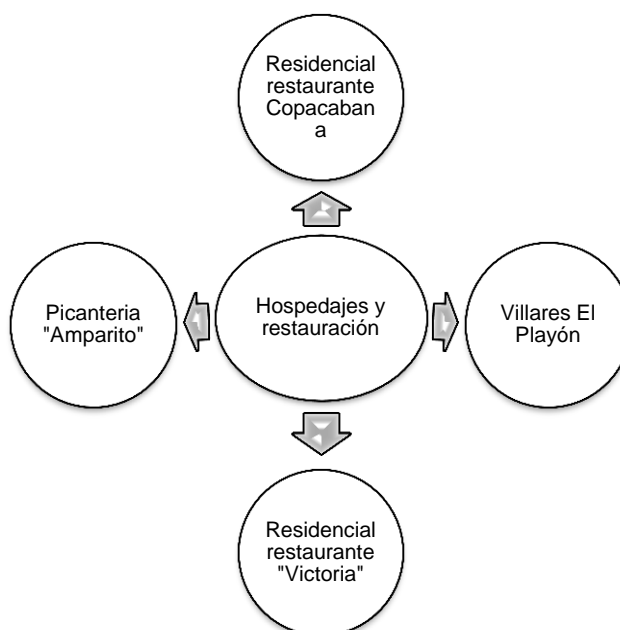 Residencial
restaurante
Copacaban
a
Picanteria
"Amparito"
Hospedajes y
restauración
Villares El
Playón
Residencial
restaurante
"Victoria"